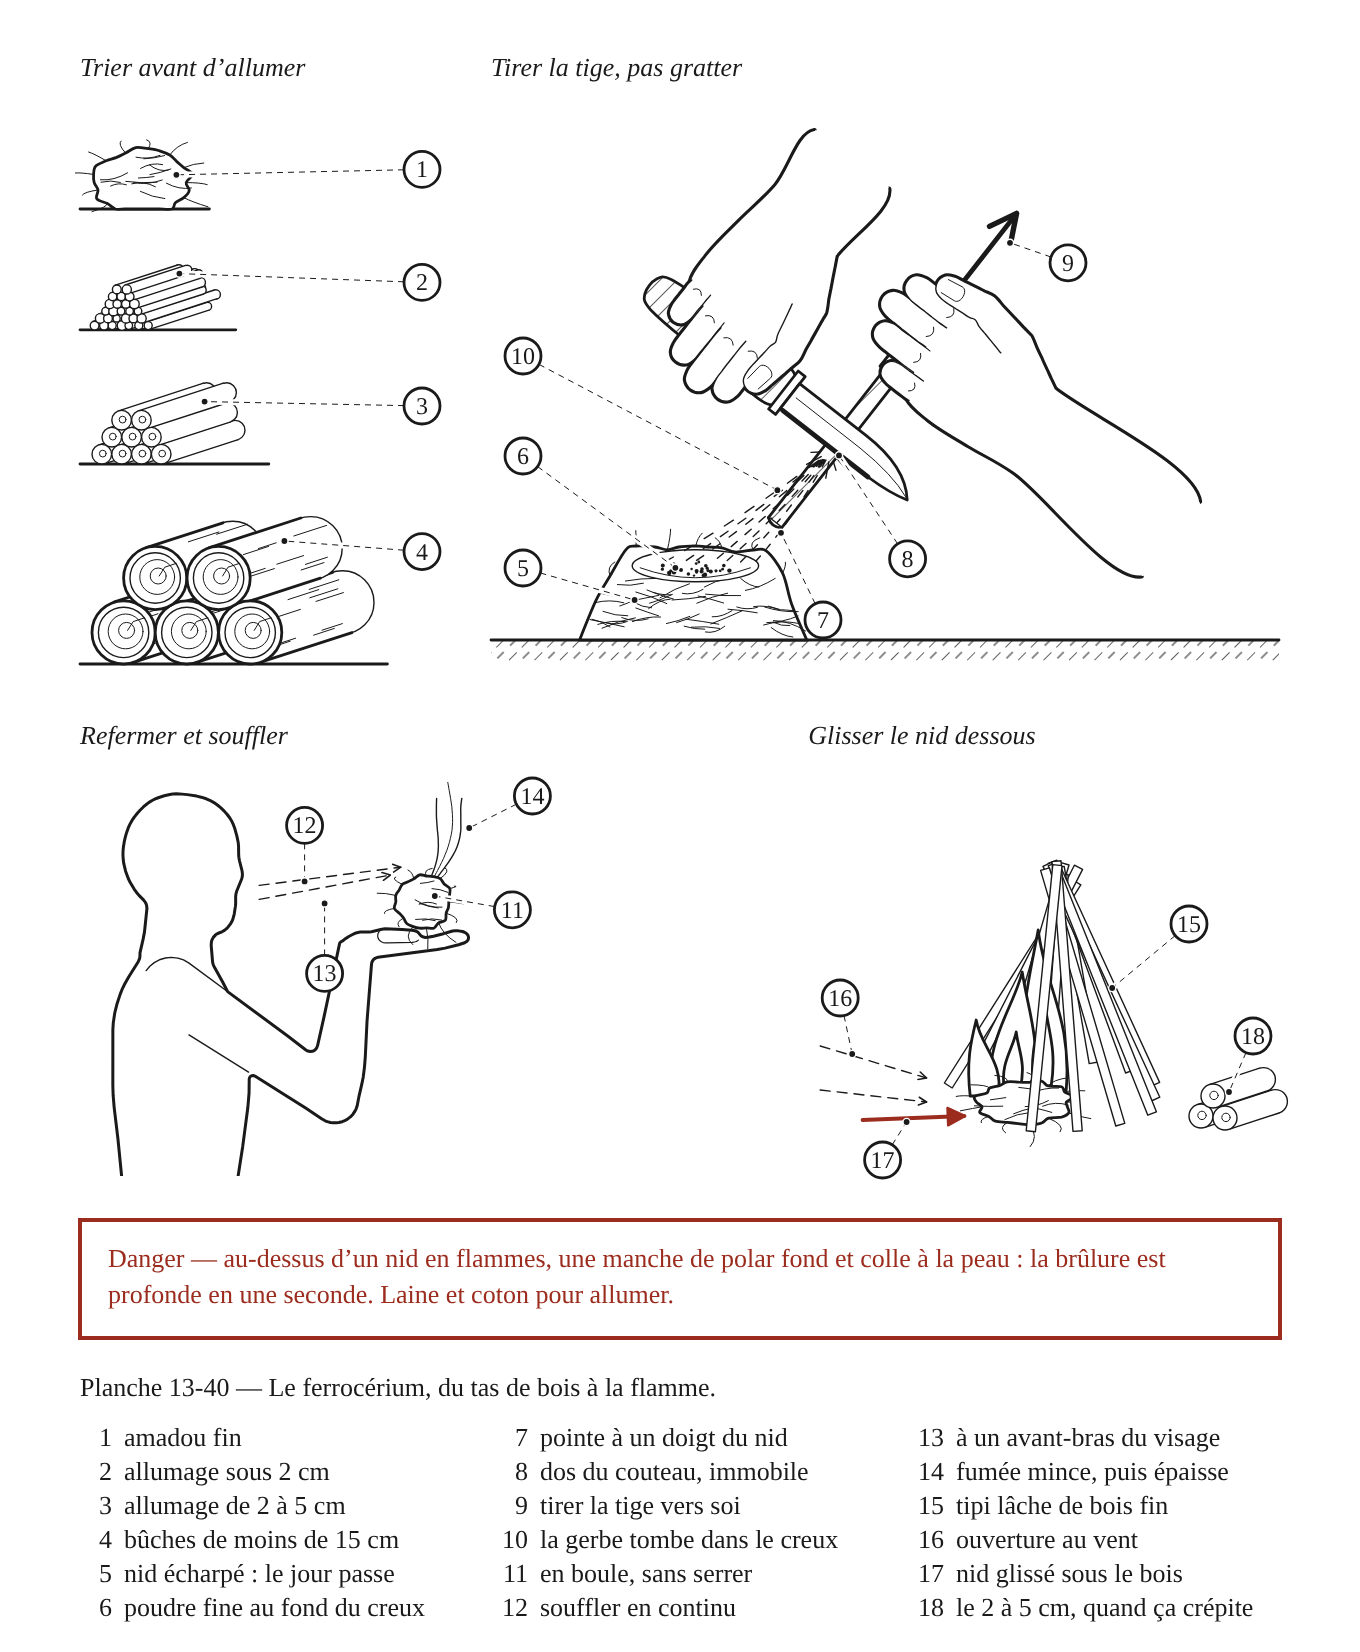 Trier avant d’allumer
Tirer la tige, pas gratter
1
2
3
4
5
6
7
8
9
10
Refermer et souffler
Glisser le nid dessous
11
12
13
14
15
16
17
18
Danger — au-dessus d’un nid en flammes, une manche de polar fond et colle à la peau : la brûlure est
profonde en une seconde. Laine et coton pour allumer.
Planche 13-40 — Le ferrocérium, du tas de bois à la flamme.
1 amadou fin
2 allumage sous 2 cm
3 allumage de 2 à 5 cm
4 bûches de moins de 15 cm
5 nid écharpé : le jour passe
6 poudre fine au fond du creux
7 pointe à un doigt du nid
8 dos du couteau, immobile
9 tirer la tige vers soi
10 la gerbe tombe dans le creux
11 en boule, sans serrer
12 souffler en continu
13 à un avant-bras du visage
14 fumée mince, puis épaisse
15 tipi lâche de bois fin
16 ouverture au vent
17 nid glissé sous le bois
18 le 2 à 5 cm, quand ça crépite